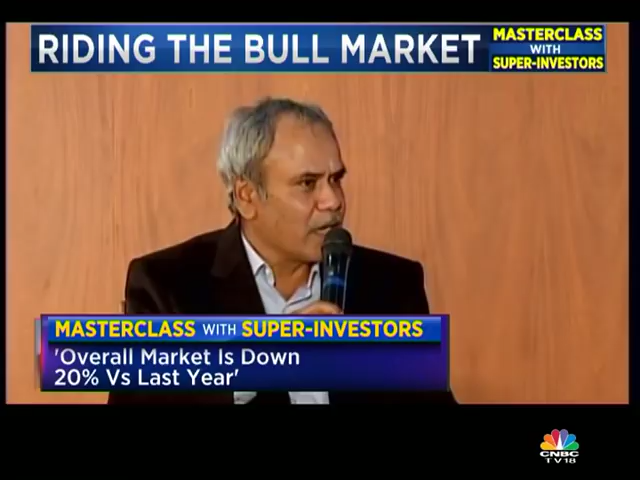 RIDING THE BULL MARKET
MASTERCLASS
WITH
SUPER-INVESTORS
MASTERCLASS WITH SUPER-INVESTORS
'Overall Market Is Down
20% Vs Last Year'
CNBC
TV18